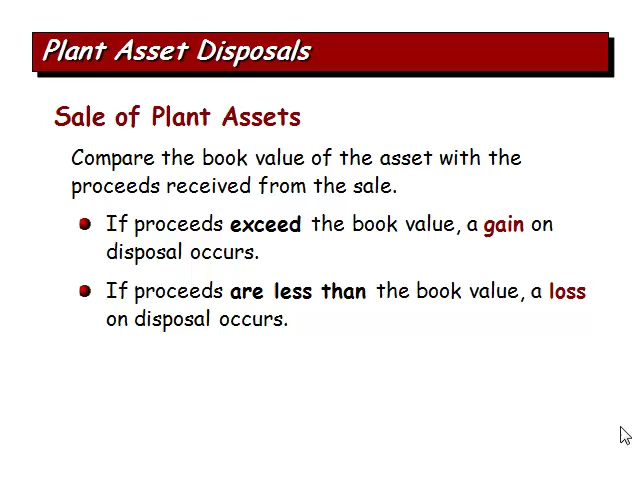 Plant Asset Disposals
Sale of Plant Assets
Compare the book value of the asset with the
proceeds received from the sale.
If proceeds exceed the book value, a gain on
disposal occurs.
If proceeds are less than the book value, a loss
on disposal occurs.